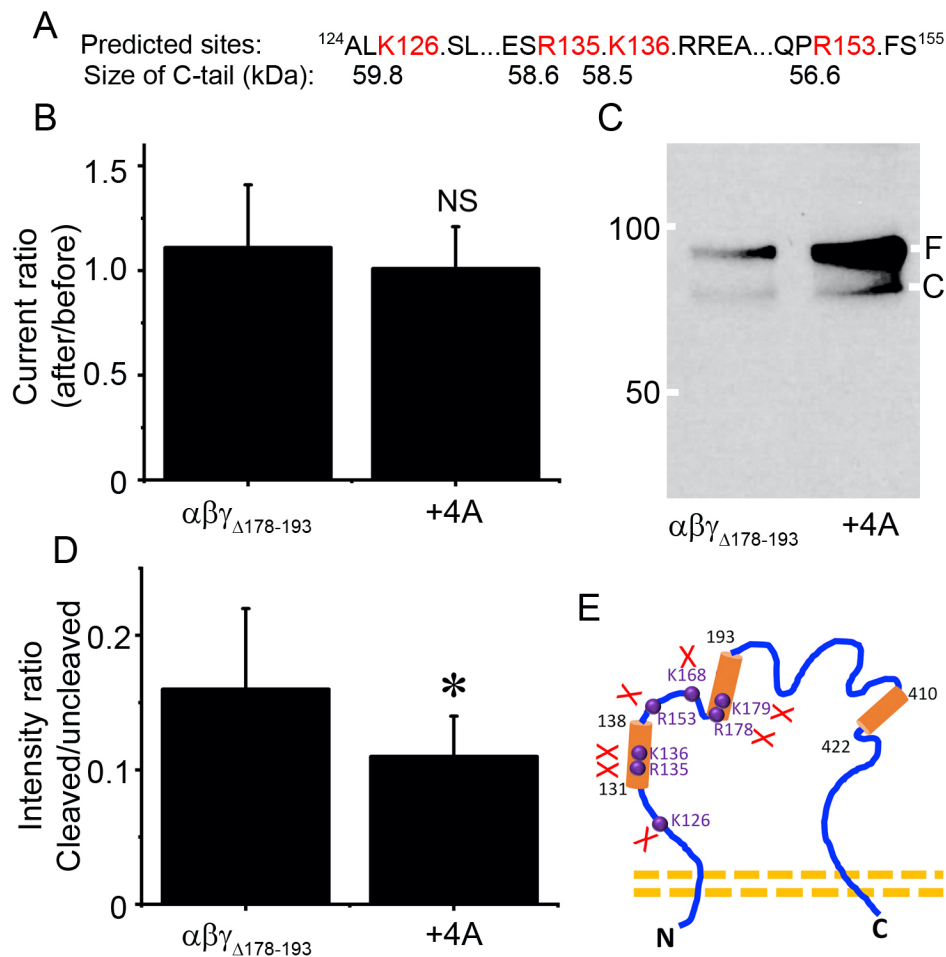 A
Predicted sites: ¹²⁴ALK126.SL...ESR135.K136.RREA...QPR153.FS¹⁵⁵
Size of C-tail (kDa): 59.8 58.6 58.5 56.6
B
Current ratio
(after/before)
1.5
1.0
0.5
0
NS
αβγΔ178-193
+4A
C
100
50
F
C
αβγΔ178-193
+4A
D
Intensity ratio
Cleaved/uncleaved
0.2
0.1
0
*
αβγΔ178-193
+4A
E
193
K168
K179
R153
R178
138
K136
R135
131
K126
410
422
N
C